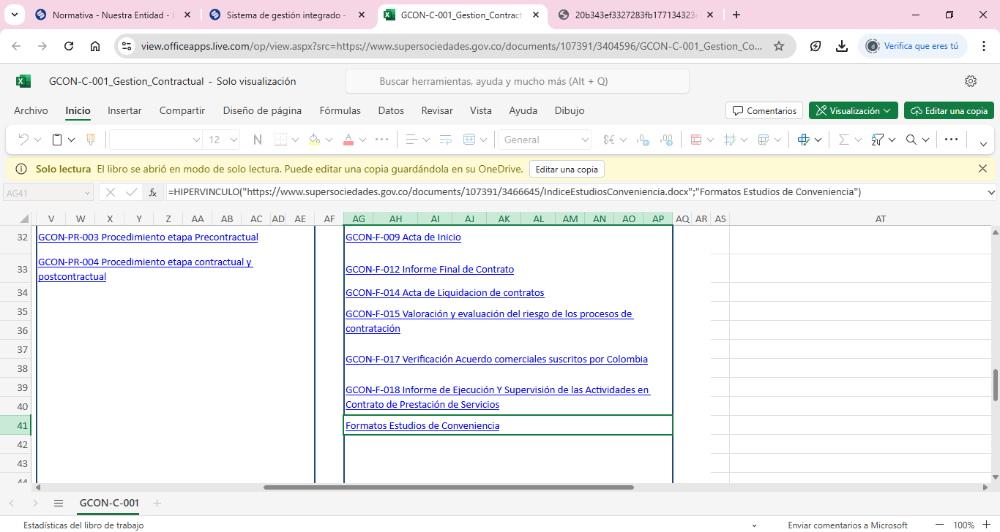 Normativa - Nuestra Entidad - 
Sistema de gestión integrado -
GCON-C-001_Gestion_Contract
20b343ef3327283fb177134323
view.officeapps.live.com/op/view.aspx?src=https://www.supersociedades.gov.co/documents/107391/3404596/GCON-C-001_Gestion_Co...
Verifica que eres tú
GCON-C-001_Gestion_Contractual - Solo visualización
Buscar herramientas, ayuda y mucho más (Alt + Q)
Archivo Inicio Insertar Compartir Diseño de página Fórmulas Datos Revisar Vista Ayuda Dibujo
Comentarios Visualización Editar una copia
12 N A General $€
Solo lectura El libro se abrió en modo de solo lectura. Puede editar una copia guardándola en su OneDrive. Editar una copia
AG41 fx =HIPERVINCULO("https://www.supersociedades.gov.co/documents/107391/3466645/IndiceEstudiosConveniencia.docx";"Formatos Estudios de Conveniencia")
V W X Y Z AA AB AC AD AE AF AG AH AI AJ AK AL AM AN AO AP AQ AR AS AT
32 GCON-PR-003 Procedimiento etapa Precontractual GCON-F-009 Acta de Inicio
33 GCON-PR-004 Procedimiento etapa contractual y
postcontractual GCON-F-012 Informe Final de Contrato
34 GCON-F-014 Acta de Liquidacion de contratos
35 GCON-F-015 Valoración y evaluación del riesgo de los procesos de
36 contratación
37
38 GCON-F-017 Verificación Acuerdo comerciales suscritos por Colombia
39 GCON-F-018 Informe de Ejecución Y Supervisión de las Actividades en
40 Contrato de Prestación de Servicios
41 Formatos Estudios de Conveniencia
42
43
44
GCON-C-001
Estadísticas del libro de trabajo Enviar comentarios a Microsoft 100%